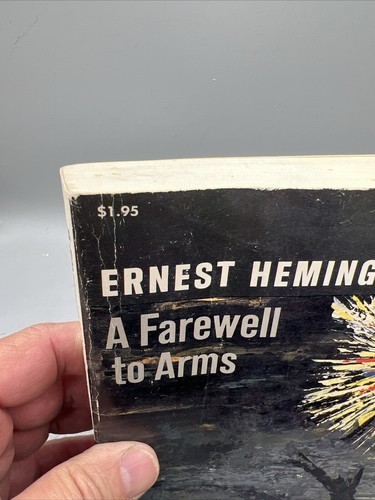 $1.95
ERNEST HEMING
A Farewell
to Arms